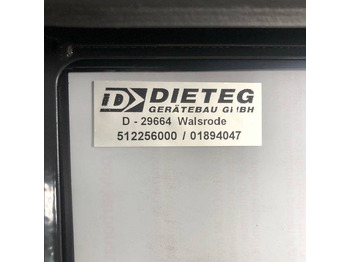 DIETEG
GERÄTEBAU GMBH
D - 29664 Walsrode
512256000 / 01894047